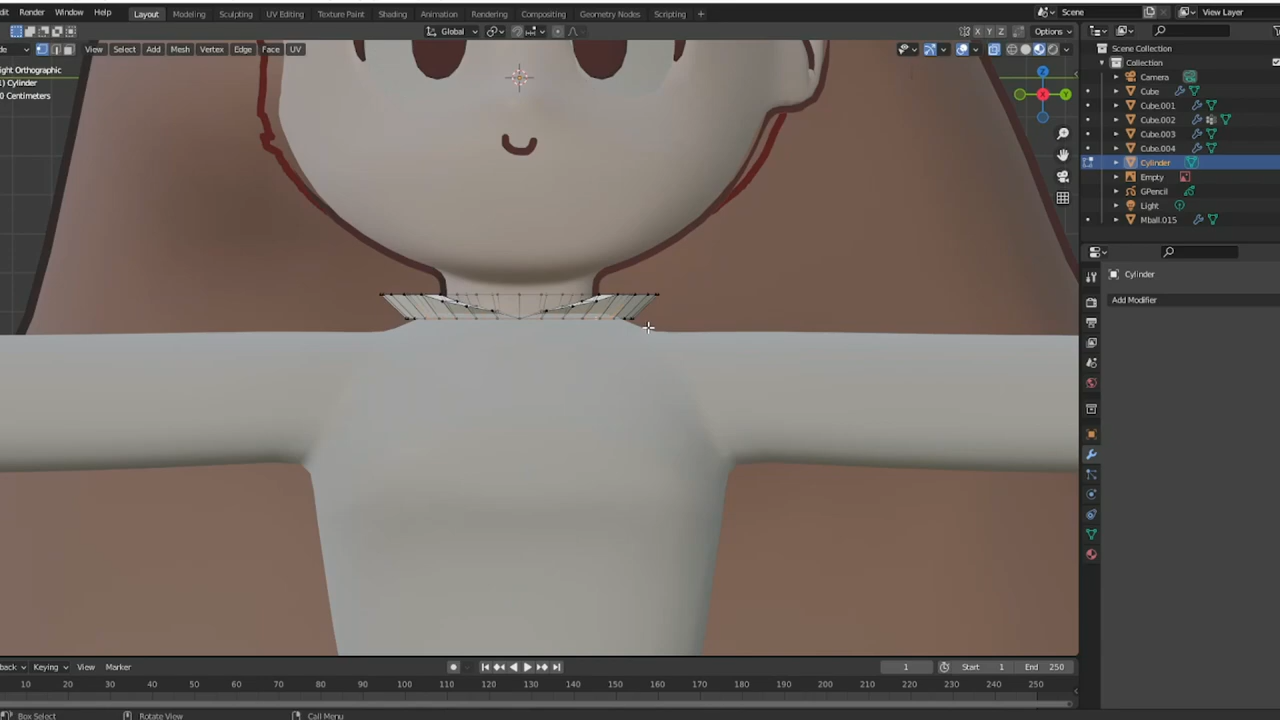 dit Render Window Help Layout Modeling Sculpting UV Editing Texture Paint Shading Animation Rendering Compositing Geometry Nodes Scripting + Scene View Layer
Global X Y Z Options
de View Select Add Mesh Vertex Edge Face UV
Scene Collection
Collection
ight Orthographic
1) Cylinder
0 Centimeters
Camera
Cube
Cube.001
Cube.002
Cube.003
Cube.004
Cylinder
Empty
GPencil
Light
Mball.015
Z
X
Y
Cylinder
Add Modifier
back Keying View Marker 1 Start 1 End 250
10 20 30 40 50 60 70 80 90 100 110 120 130 140 150 160 170 180 190 200 210 220 230 240 250
Box Select Rotate View Call Menu